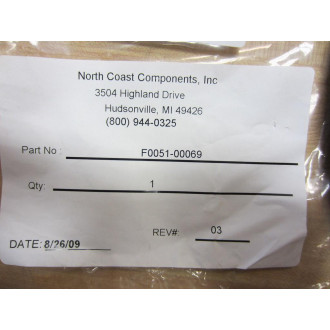 North Coast Components, Inc
3504 Highland Drive
Hudsonville, MI 49426
(800) 944-0325
Part No : F0051-00069
Qty: 1
REV#: 03
DATE: 8/26/09